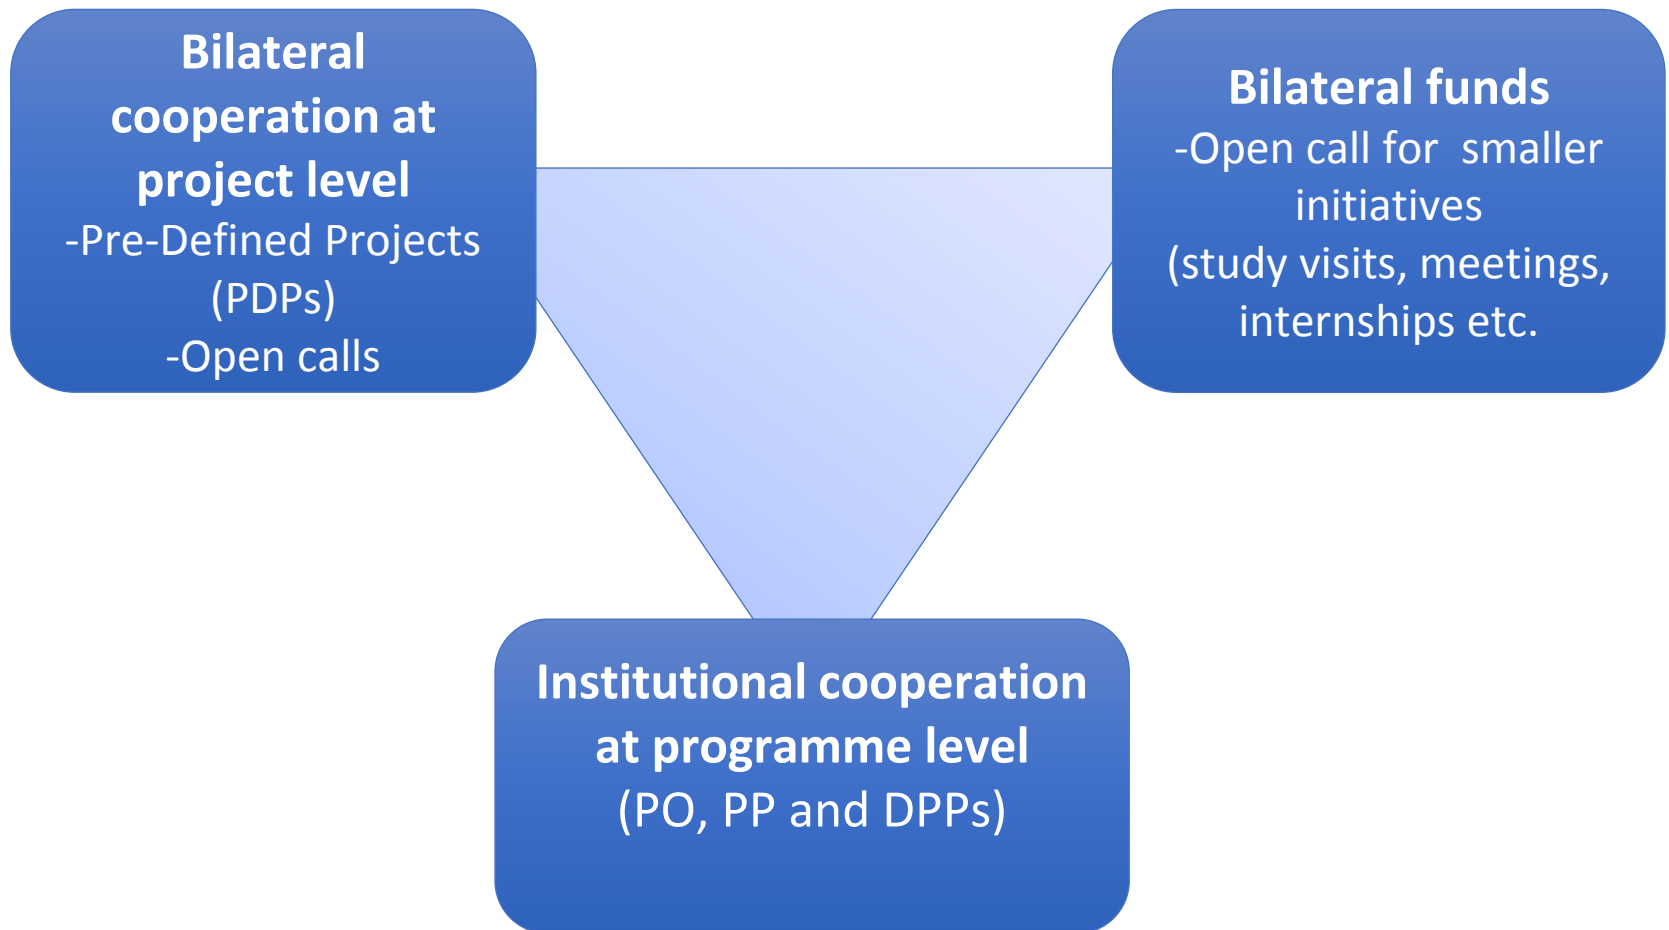 Bilateral
cooperation at
project level
-Pre-Defined Projects
(PDPs)
-Open calls
Bilateral funds
-Open call for  smaller
initiatives
(study visits, meetings,
internships etc.
Institutional cooperation
at programme level
(PO, PP and DPPs)